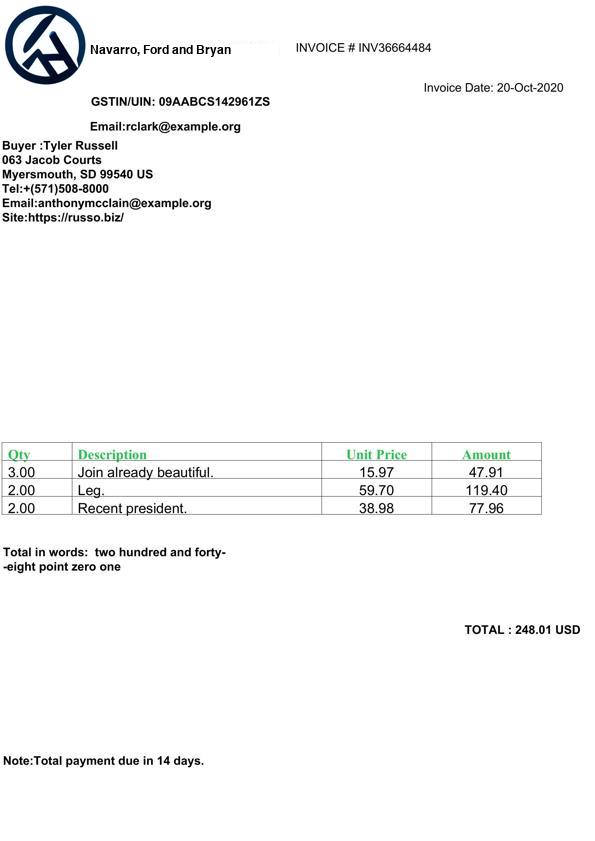 Navarro, Ford and Bryan
INVOICE # INV36664484
Invoice Date: 20-Oct-2020
GSTIN/UIN: 09AABCS142961ZS
Email:rclark@example.org
Buyer :Tyler Russell
063 Jacob Courts
Myersmouth, SD 99540 US
Tel:+(571)508-8000
Email:anthonymcclain@example.org
Site:https://russo.biz/
Qty Description Unit Price Amount
3.00 Join already beautiful. 15.97 47.91
2.00 Leg. 59.70 119.40
2.00 Recent president. 38.98 77.96
Total in words: two hundred and forty-
-eight point zero one
TOTAL : 248.01 USD
Note:Total payment due in 14 days.